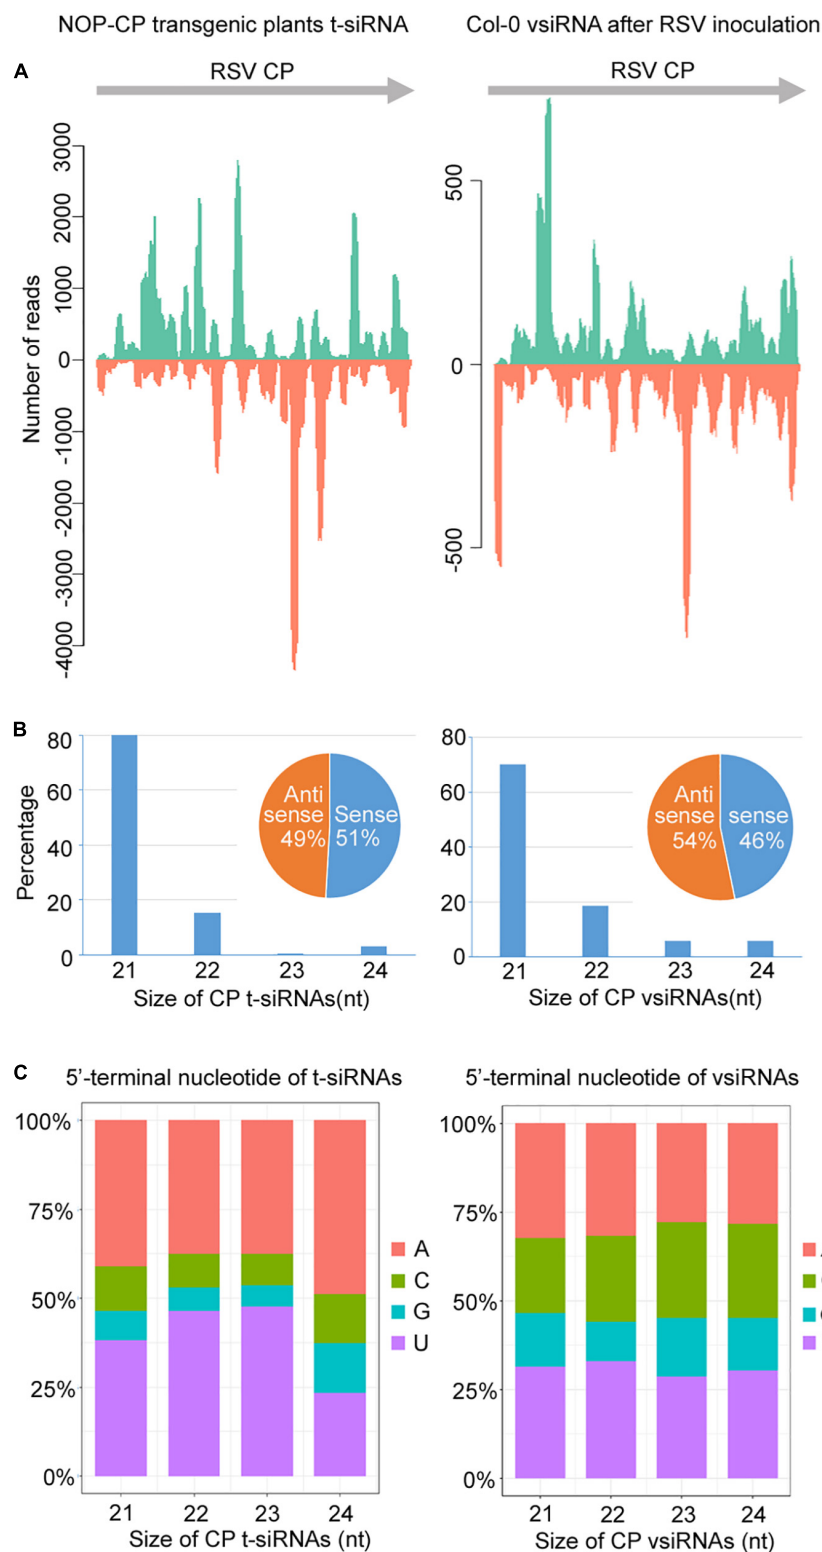 NOP-CP transgenic plants t-siRNA
Col-0 vsiRNA after RSV inoculation
A
RSV CP
RSV CP
Number of reads
3000
2000
1000
0
-1000
-2000
-3000
-4000
500
0
-500
B
Percentage
80
60
40
20
0
Anti
sense
49%
Sense
51%
21 22 23 24
Size of CP t-siRNAs(nt)
80
60
40
20
0
Anti
sense
54%
sense
46%
21 22 23 24
Size of CP vsiRNAs(nt)
C
5'-terminal nucleotide of t-siRNAs
100%
75%
50%
25%
0%
A
C
G
U
21 22 23 24
Size of CP t-siRNAs (nt)
5'-terminal nucleotide of vsiRNAs
100%
75%
50%
25%
0%
21 22 23 24
Size of CP vsiRNAs (nt)